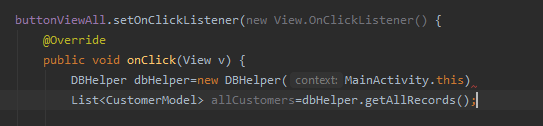 buttonViewAll.setOnClickListener(new View.OnClickListener() {
@Override
public void onClick(View v) {
DBHelper dbHelper=new DBHelper( context: MainActivity.this)
List<CustomerModel> allCustomers=dbHelper.getAllRecords();